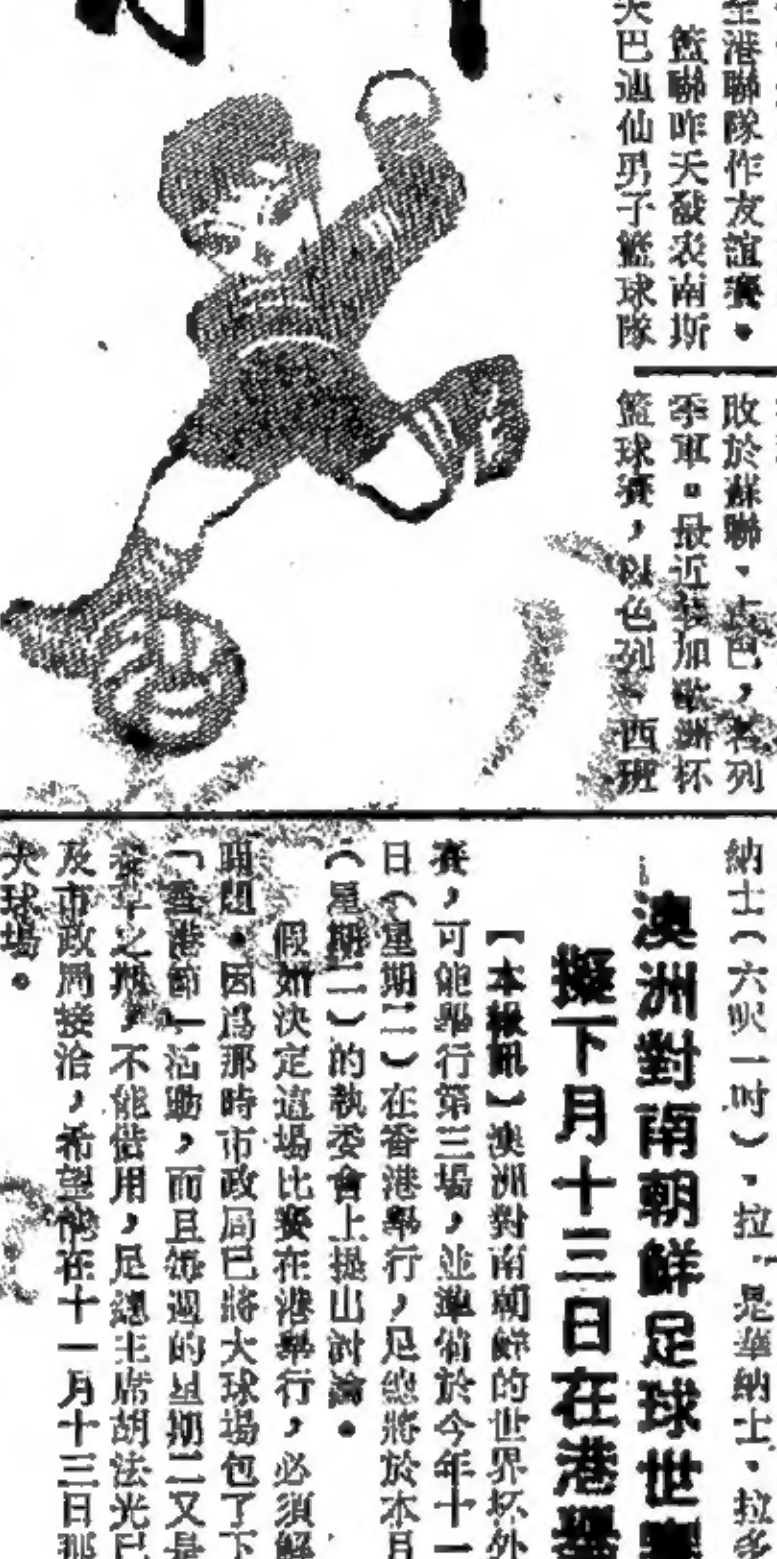 全港聯隊作友誼賽。
籃聯昨天發表南斯
夫巴迪仙男子籃球隊
敗於蘇聯、古巴,名列
季軍。最近參加歐洲杯
籃球賽,以色列、西班
納士(六呎一吋)、拉 是華納士、拉多
澳洲對南朝鮮足球世
擬下月十三日在港舉
【本報訊】澳洲對南朝鮮的世界杯外
賽,可能舉行第三場,並準備於今年十一
日(星期二)在香港舉行,足總將於本月
(星期二)的執委會上提出討論。
假如決定這場比賽在港舉行,必須解
問題。因為那時市政局已將大球場包了下
「香港節」活動,而且每週的星期二又是
草之期,不能借用,足總主席胡法光已
及市政局接洽,希望能在十一月十三日那
大球場。